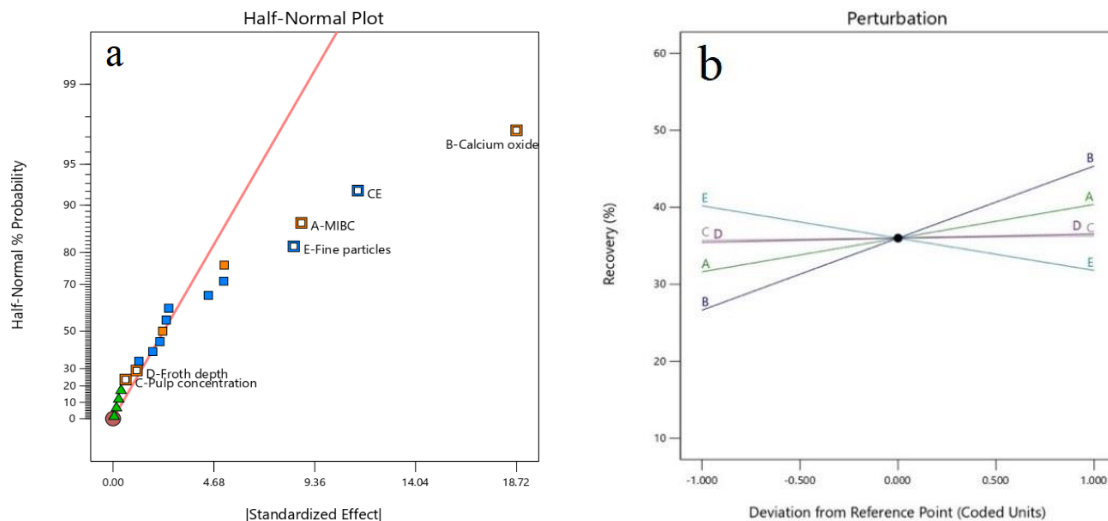 Half-Normal Plot
a
Half-Normal % Probability
99
95
90
80
70
50
30
20
10
0
B-Calcium oxide
CE
A-MIBC
E-Fine particles
D-Froth depth
C-Pulp concentration
0.00 4.68 9.36 14.04 18.72
|Standardized Effect|
Perturbation
b
Recovery (%)
60
50
40
30
20
10
E
C D
A
B
B
A
D C
E
-1.000 -0.500 0.000 0.500 1.000
Deviation from Reference Point (Coded Units)